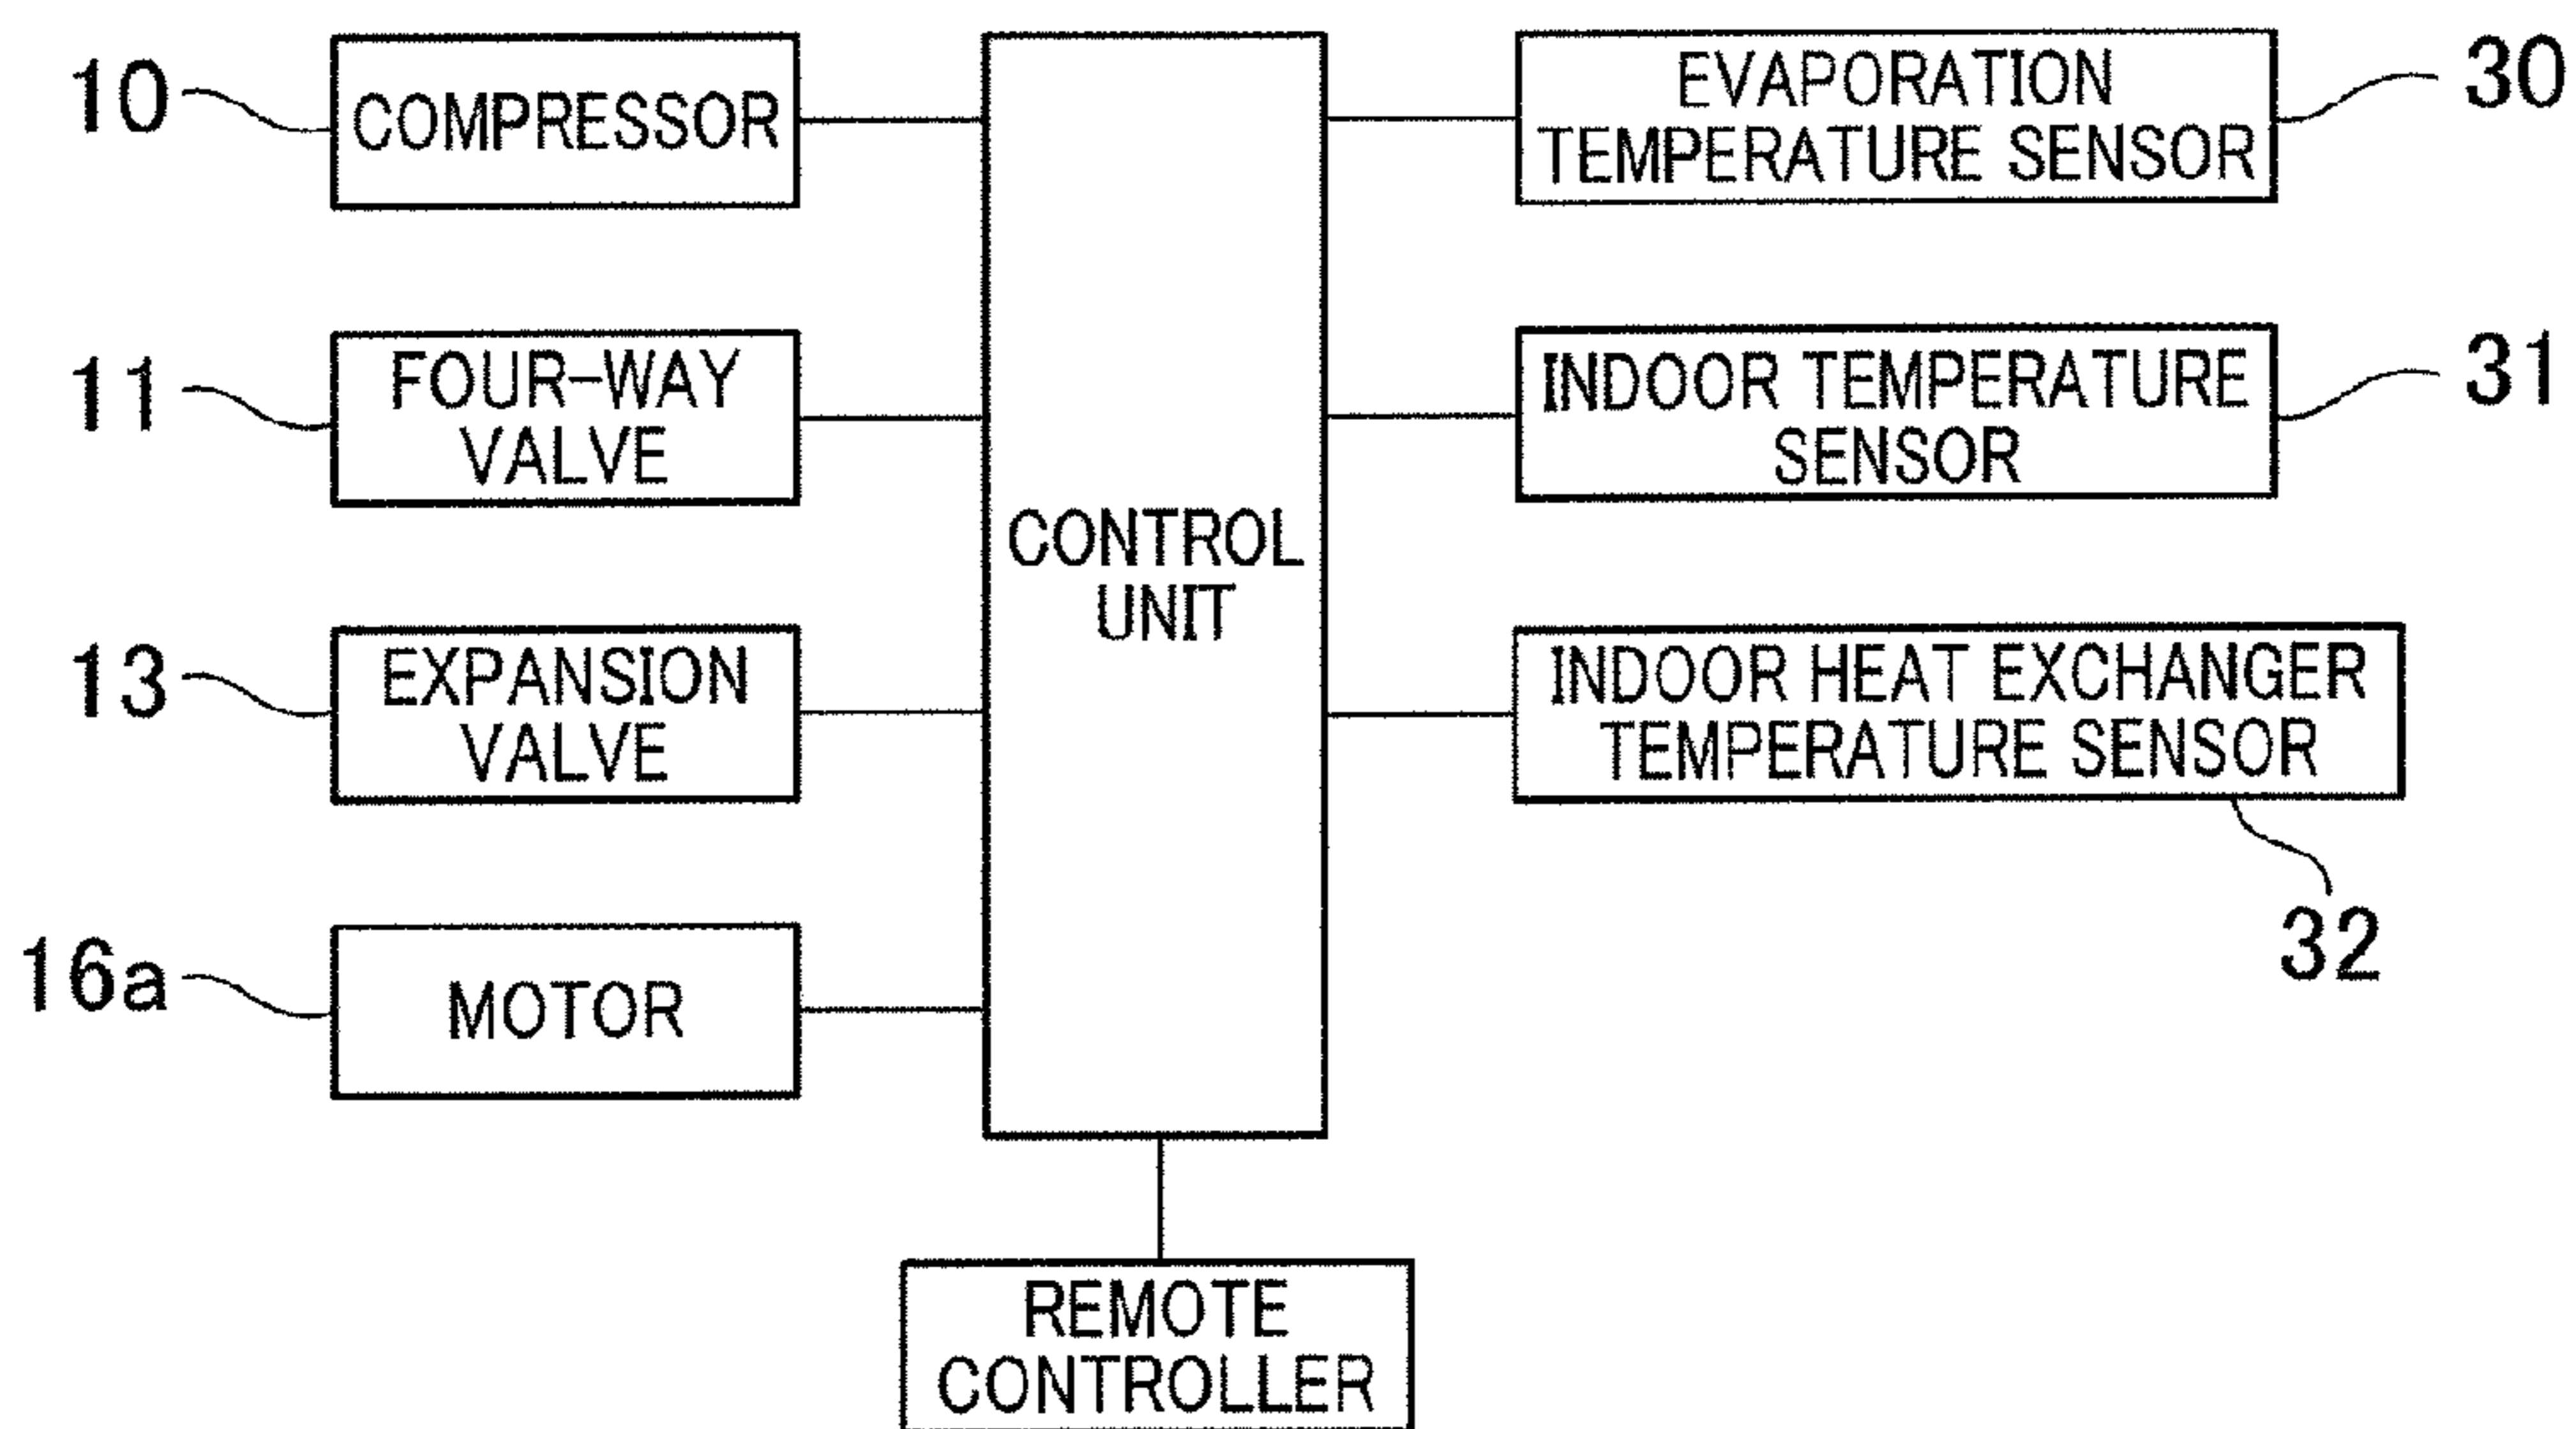 10
COMPRESSOR
11
FOUR-WAY
VALVE
13
EXPANSION
VALVE
16a
MOTOR
CONTROL
UNIT
REMOTE
CONTROLLER
EVAPORATION
TEMPERATURE SENSOR
30
INDOOR TEMPERATURE
SENSOR
31
INDOOR HEAT EXCHANGER
TEMPERATURE SENSOR
32